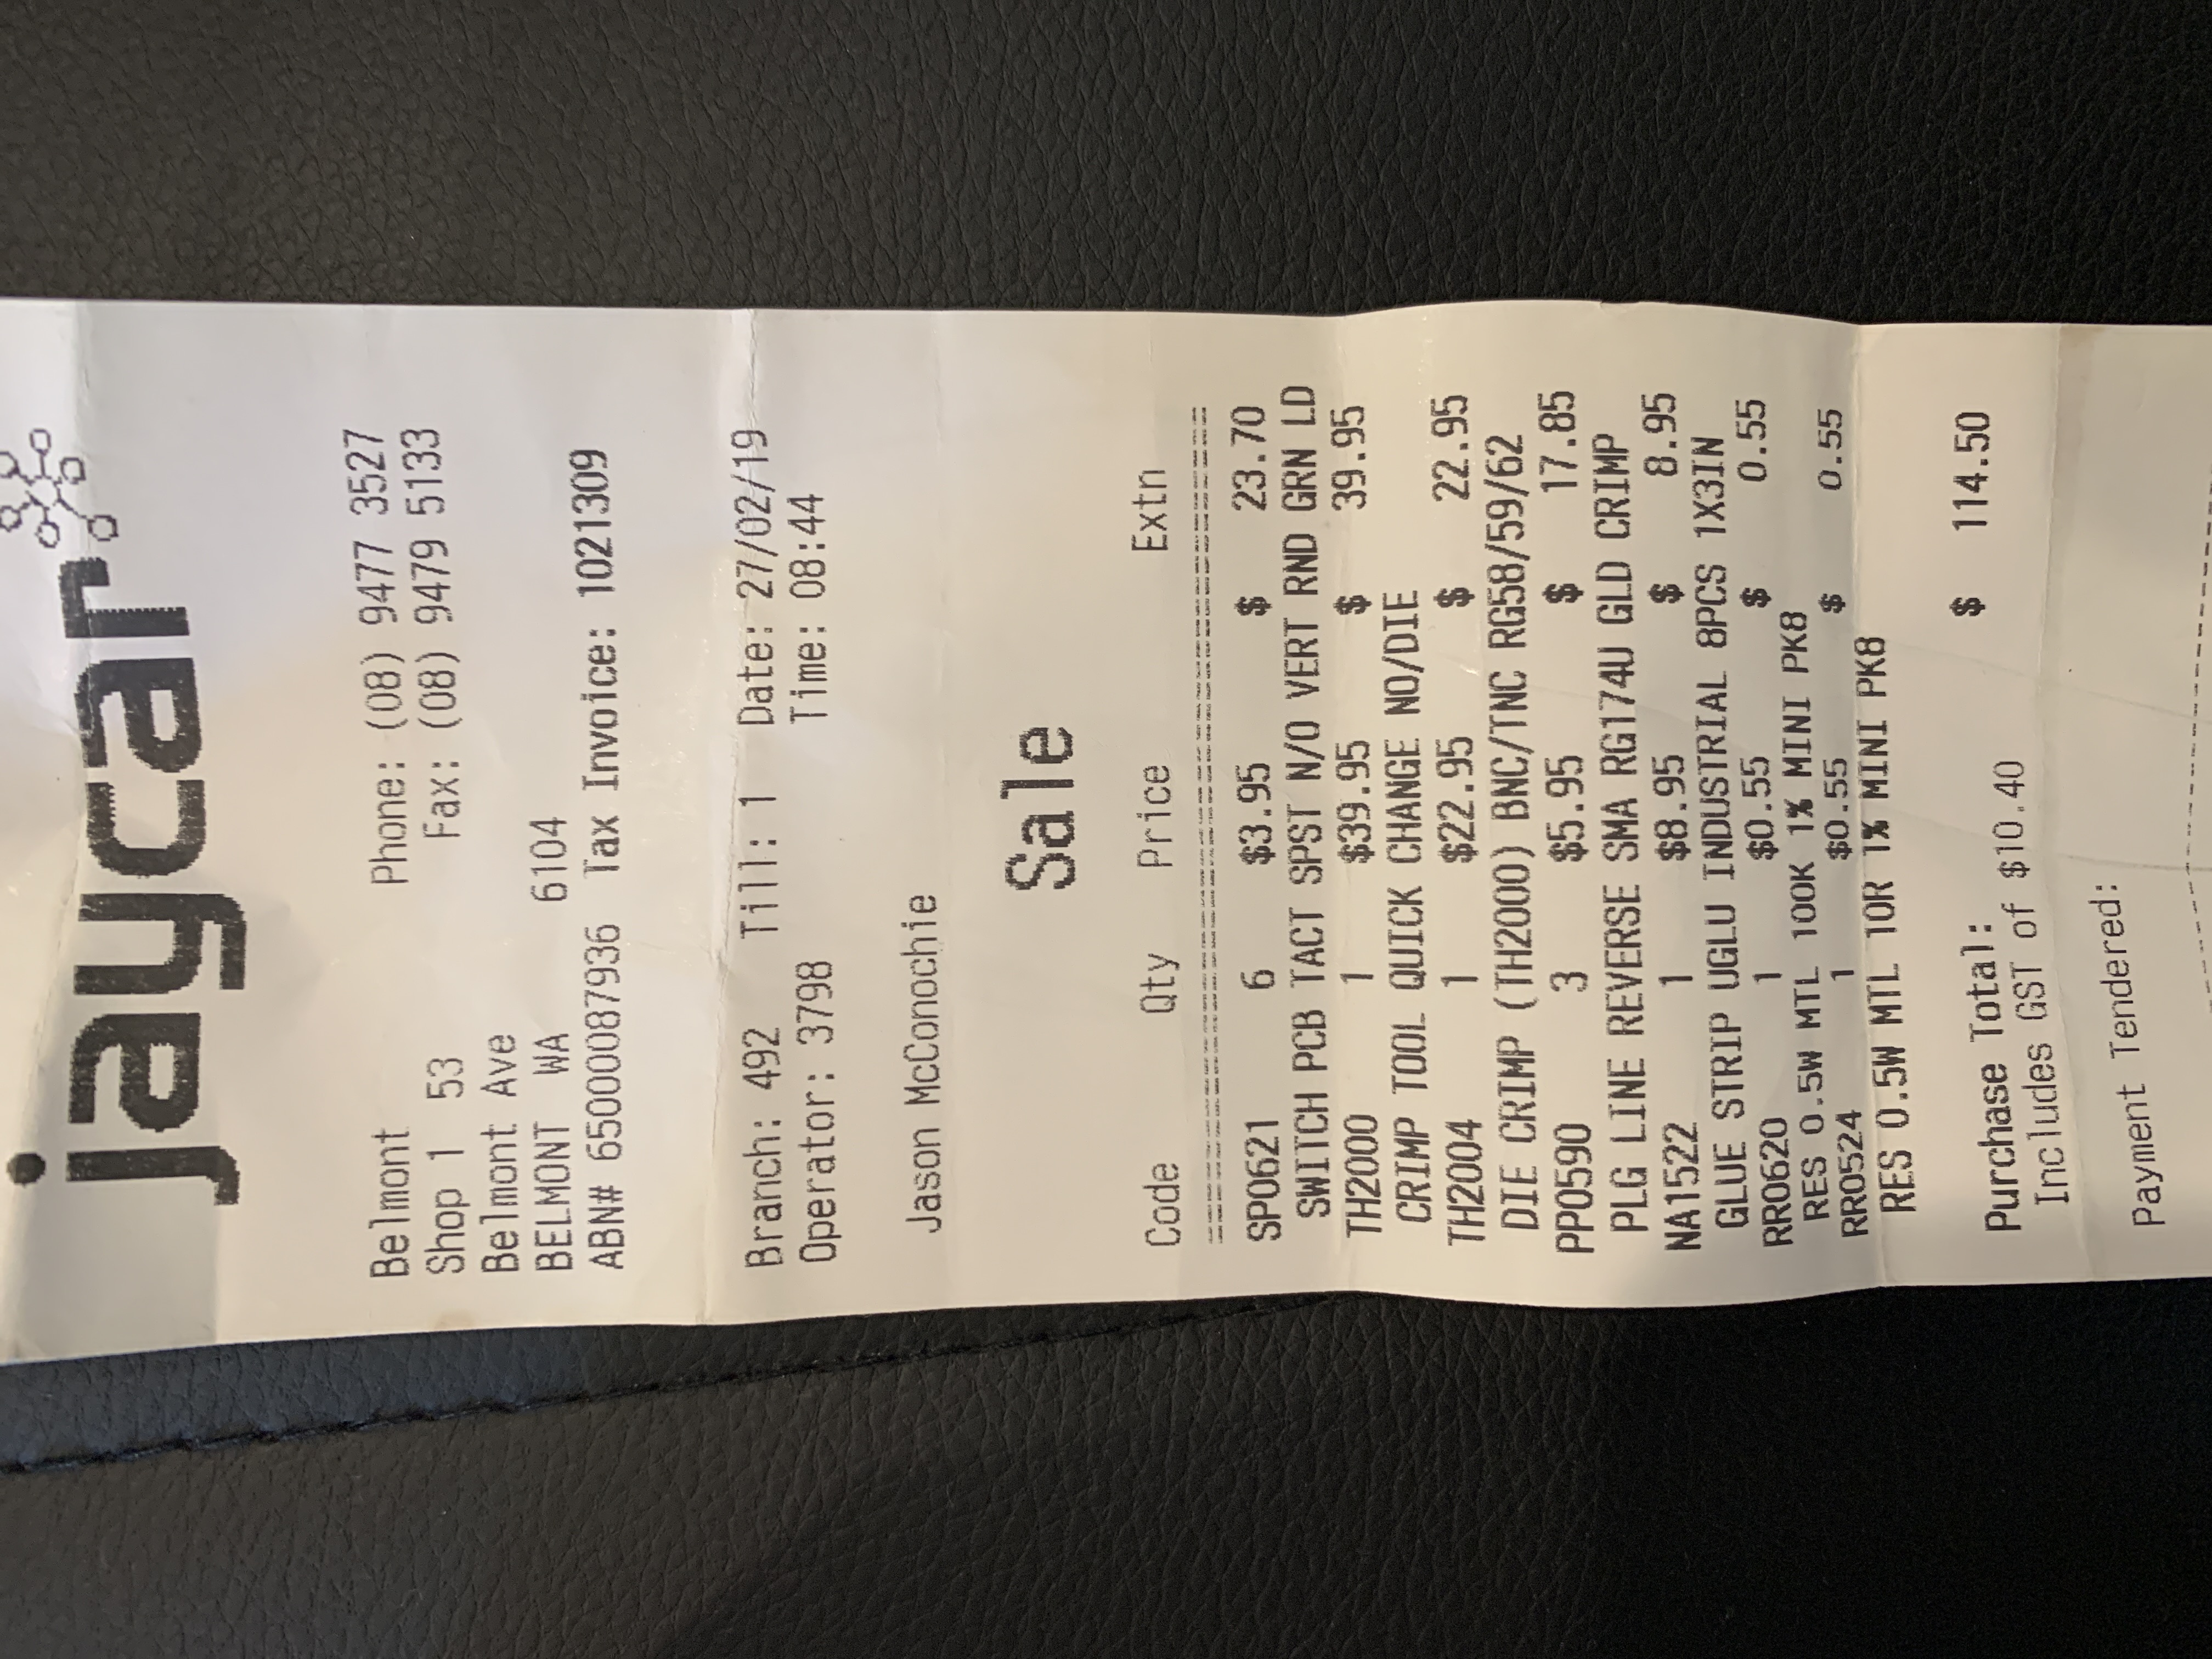 jaycar
Belmont Phone: (08) 9477 3527
Shop 1 53 Fax: (08) 9479 5133
Belmont Ave
BELMONT WA 6104
ABN# 65000087936 Tax Invoice: 1021309
Branch: 492 Till: 1 Date: 27/02/19
Operator: 3798 Time: 08:44
Jason McConochie
Sale
Code Qty Price Extn
SP0621 6 $3.95 $ 23.70
SWITCH PCB TACT SPST N/O VERT RND GRN LD
TH2000 1 $39.95 $ 39.95
CRIMP TOOL QUICK CHANGE NO/DIE
TH2004 1 $22.95 $ 22.95
DIE CRIMP (TH2000) BNC/TNC RG58/59/62
PP0590 3 $5.95 $ 17.85
PLG LINE REVERSE SMA RG174U GLD CRIMP
NA1522 1 $8.95 $ 8.95
GLUE STRIP UGLU INDUSTRIAL 8PCS 1X3IN
RR0620 1 $0.55 $ 0.55
RES 0.5W MTL 100K 1% MINI PK8
RR0524 1 $0.55 $ 0.55
RES 0.5W MTL 10R 1% MINI PK8
Purchase Total: $ 114.50
Includes GST of $10.40
Payment Tendered: